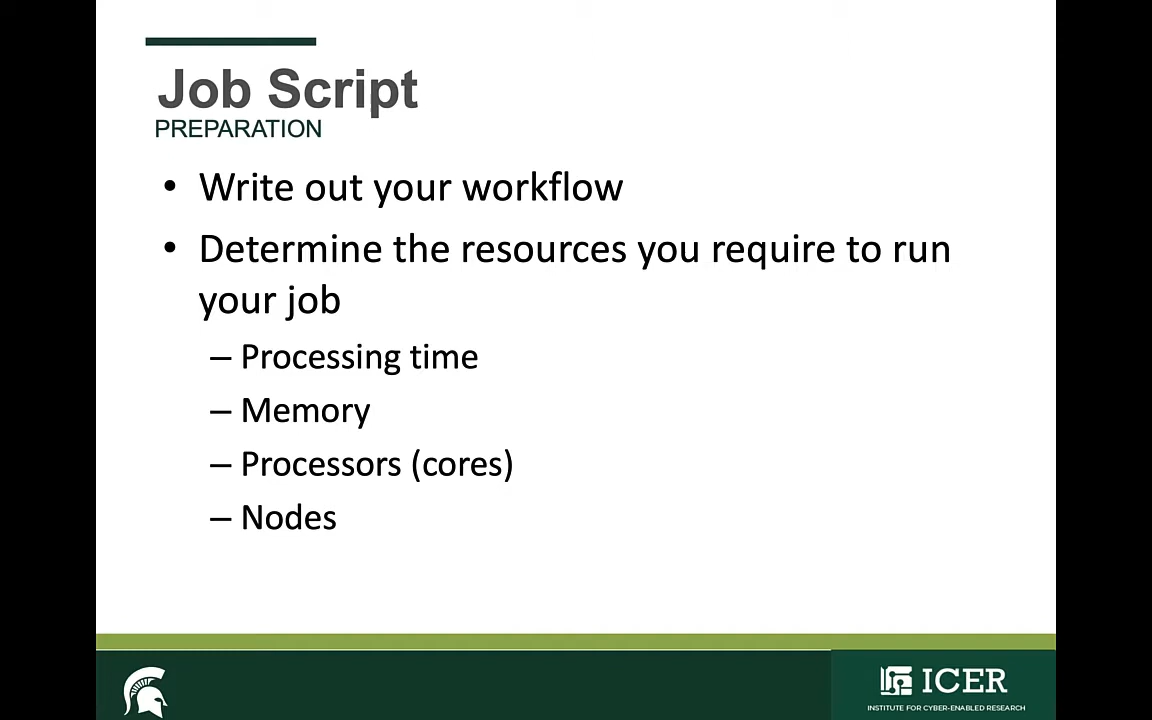 Job Script
PREPARATION
• Write out your workflow
• Determine the resources you require to run
your job
– Processing time
– Memory
– Processors (cores)
– Nodes
ICER
INSTITUTE FOR CYBER-ENABLED RESEARCH